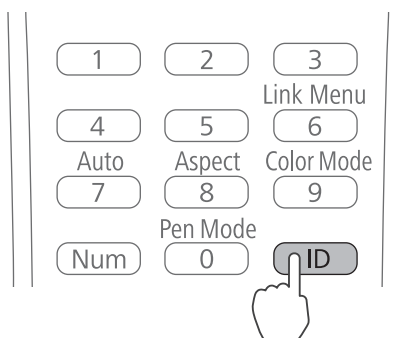 1 2 3
Link Menu
4 5 6
Auto Aspect Color Mode
7 8 9
Pen Mode
Num 0 ID